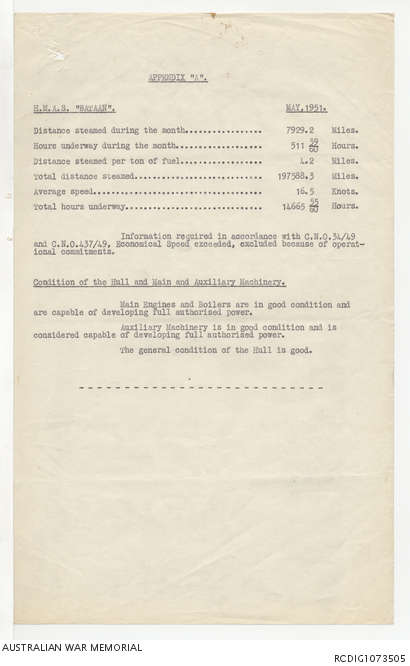 APPENDIX "A".
H.M.A.S. "BATAAN". MAY, 1951.
Distance steamed during the month................. 7929.2 Miles.
Hours underway during the month................... 511 39/60 Hours.
Distance steamed per ton of fuel.................. 4.2 Miles.
Total distance steamed............................ 197588.3 Miles.
Average speed..................................... 16.5 Knots.
Total hours underway.............................. 14665 55/60 Hours.
Information required in accordance with C.N.O.34/49
and C.N.O.437/49, Economical Speed exceeded, excluded because of operat-
ional commitments.
Condition of the Hull and Main and Auxiliary Machinery.
Main Engines and Boilers are in good condition and
are capable of developing full authorised power.
Auxiliary Machinery is in good condition and is
considered capable of developing full authorised power.
The general condition of the Hull is good.
AUSTRALIAN WAR MEMORIAL RCDIG1073505